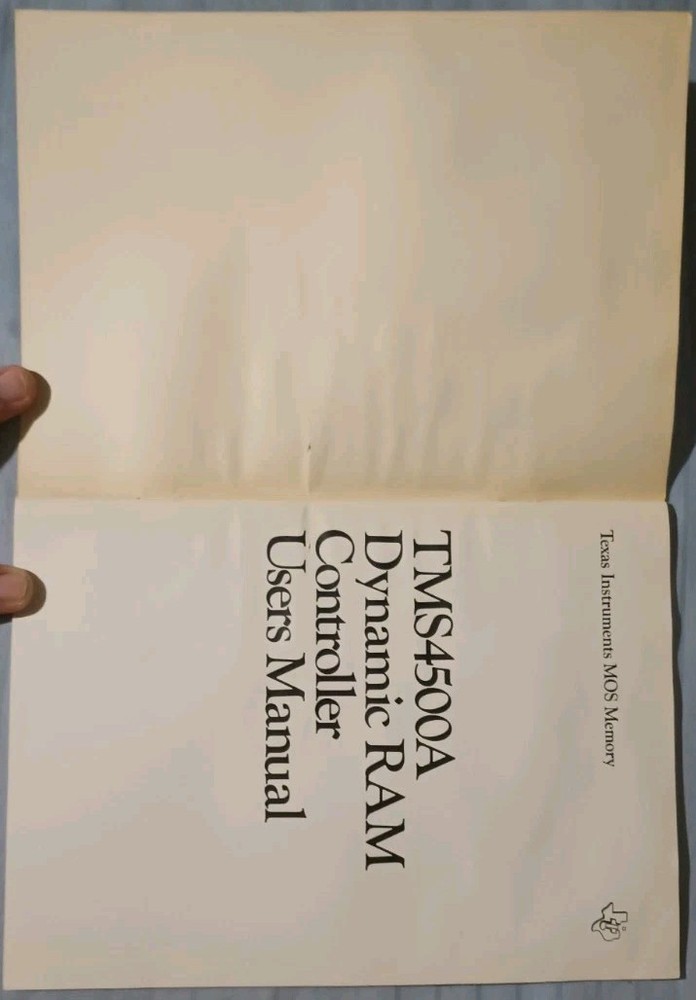 Texas Instruments MOS Memory
TMS4500A
Dynamic RAM
Controller
Users Manual